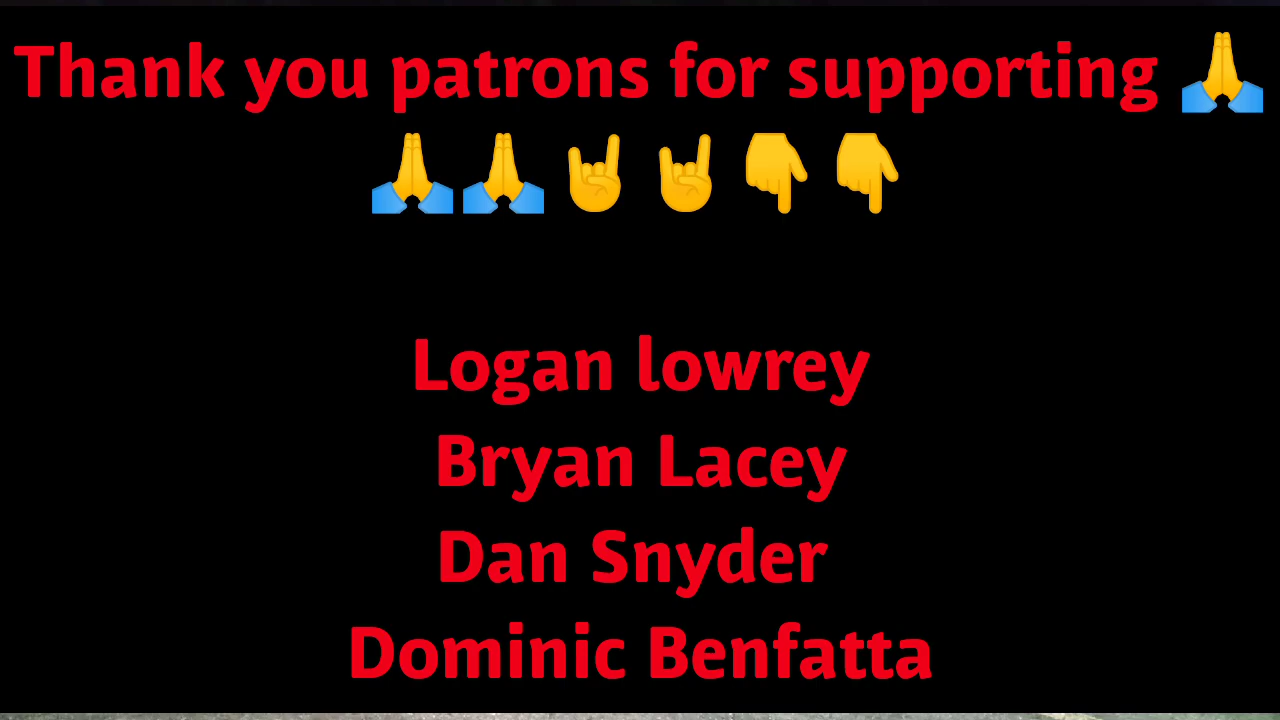 Thank you patrons for supporting 🙏
🙏🙏🤘🤘👇👇
Logan lowrey
Bryan Lacey
Dan Snyder
Dominic Benfatta